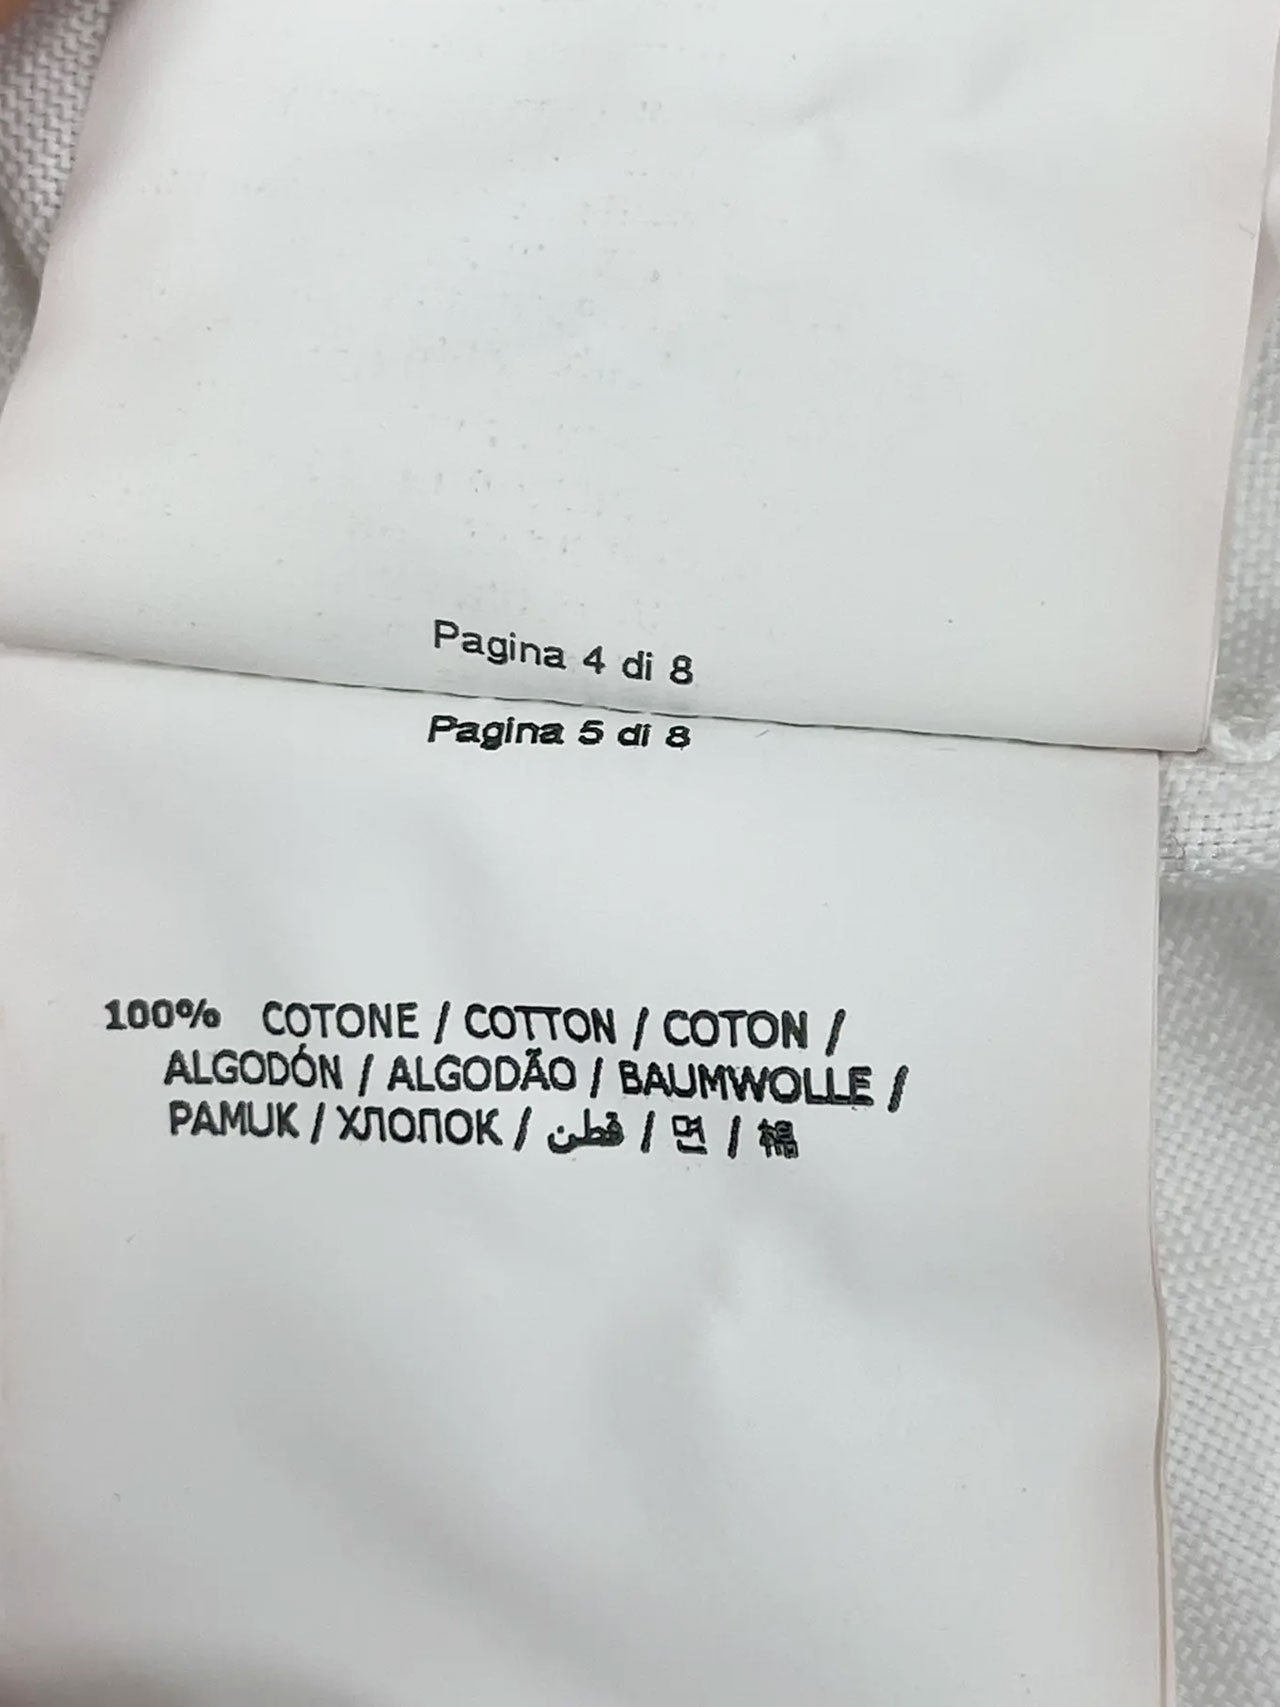 Pagina 4 di 8
Pagina 5 di 8
100% COTONE / COTTON / COTON /
ALGODÓN / ALGODÃO / BAUMWOLLE /
PAMUK / ХЛОПОК / قطن / 면 / 棉